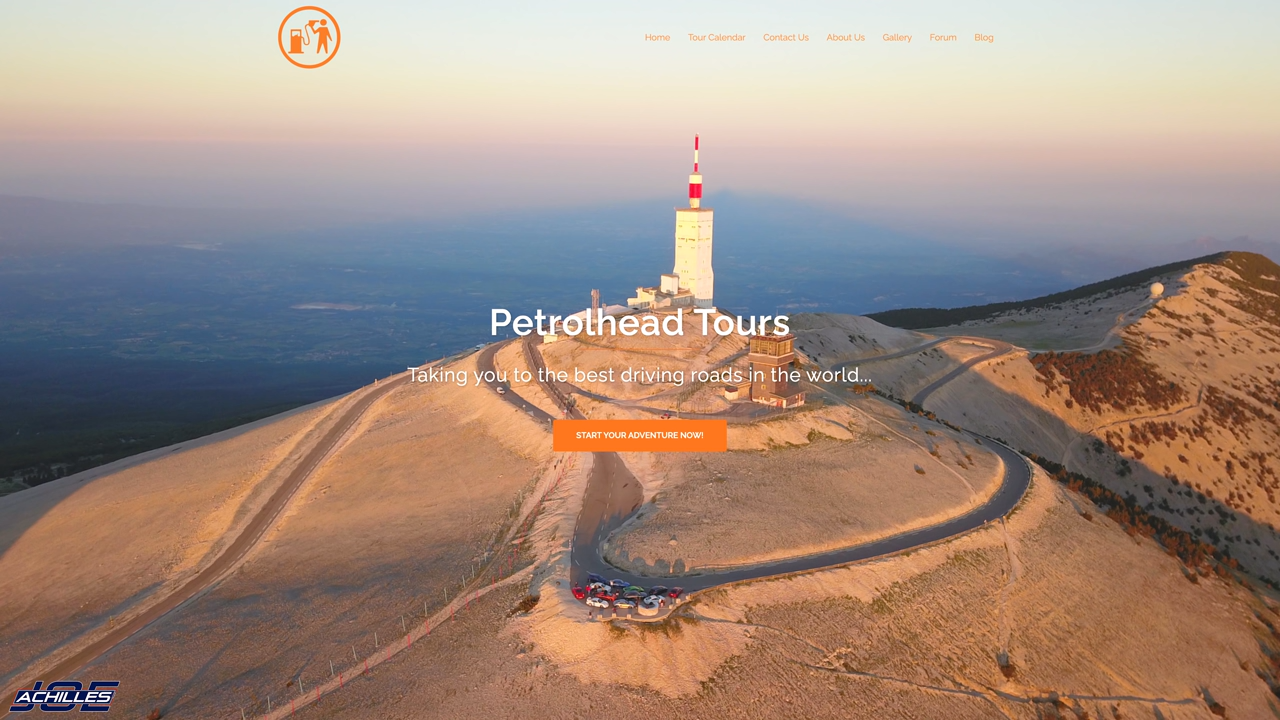 Home Tour Calendar Contact Us About Us Gallery Forum Blog
Petrolhead Tours
Taking you to the best driving roads in the world...
START YOUR ADVENTURE NOW!
JOE
ACHILLES